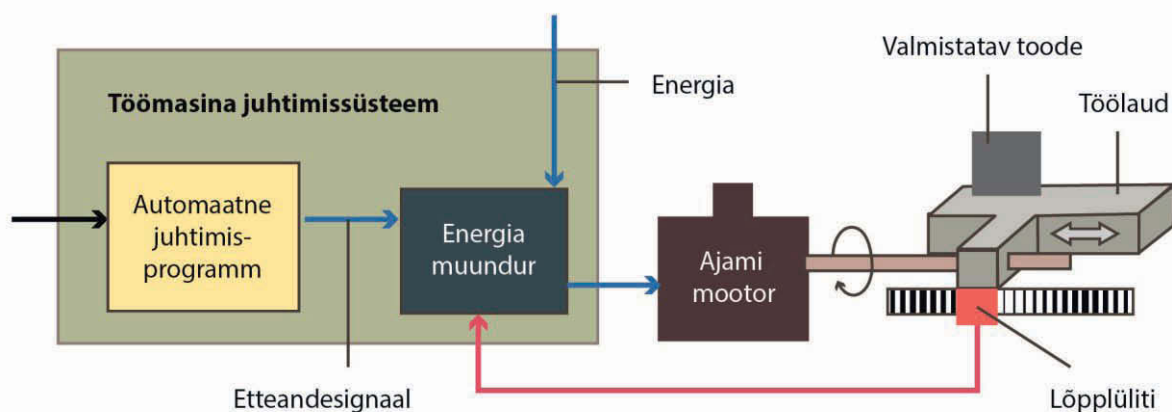 Valmistatav toode
Energia
Töölaud
Töömasina juhtimissüsteem
Automaatne
juhtimis-
programm
Energia
muundur
Ajami
mootor
Etteandesignaal
Lõpplüliti